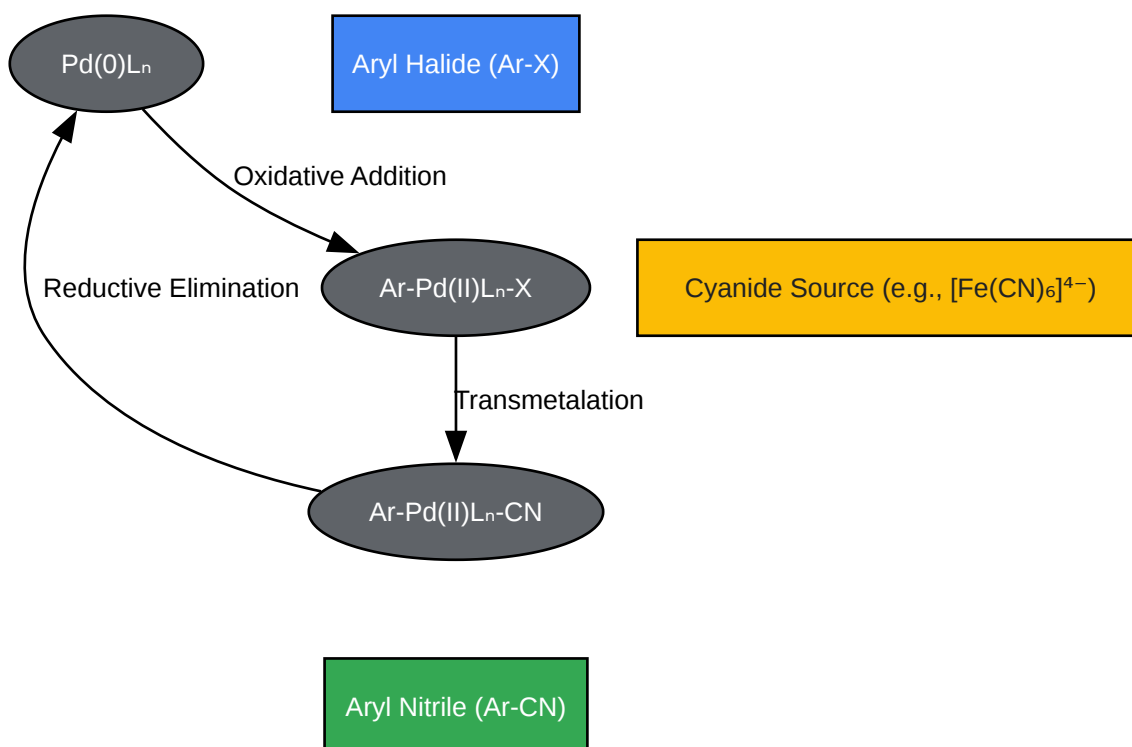 Pd(0)Lₙ
Aryl Halide (Ar-X)
Oxidative Addition
Reductive Elimination
Ar-Pd(II)Lₙ-X
Cyanide Source (e.g., [Fe(CN)₆]⁴⁻)
Transmetalation
Ar-Pd(II)Lₙ-CN
Aryl Nitrile (Ar-CN)